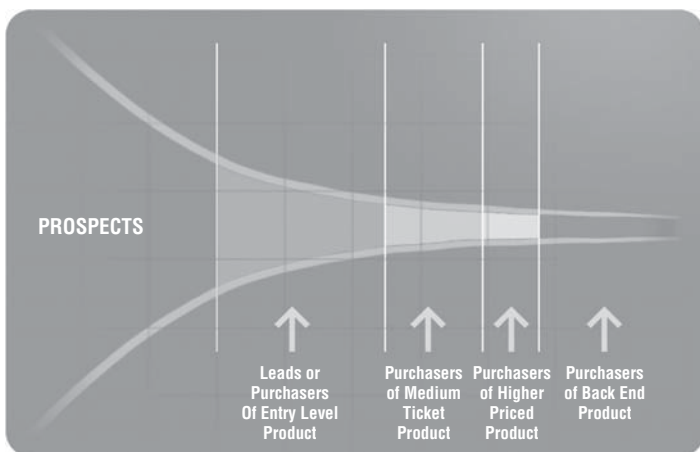 PROSPECTS
Leads or
Purchasers
Of Entry Level
Product
Purchasers
of Medium
Ticket
Product
Purchasers
of Higher
Priced
Product
Purchasers
of Back End
Product